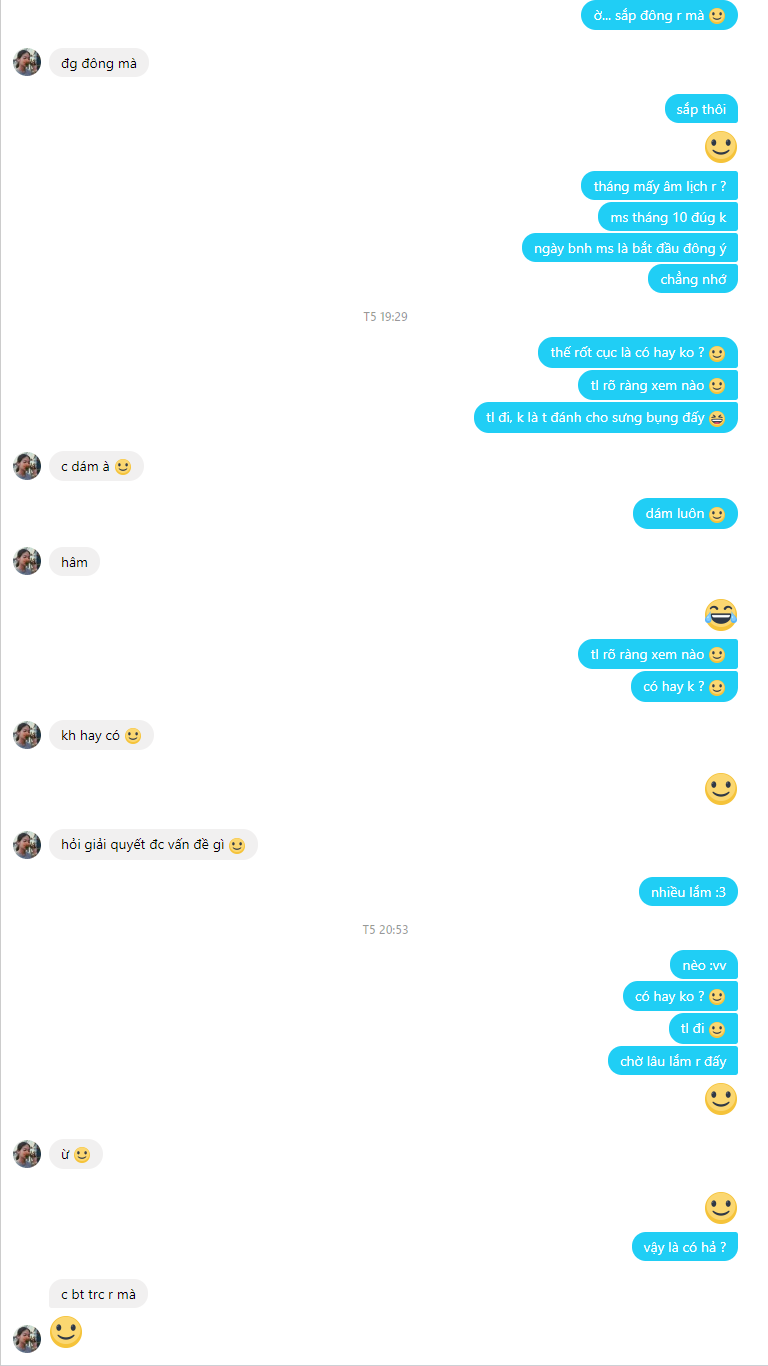 ờ... sắp đông r mà 🙂
đg đông mà
sắp thôi
🙂
tháng mấy âm lịch r ?
ms tháng 10 đúg k
ngày bnh ms là bắt đầu đông ý
chẳng nhớ
T5 19:29
thế rốt cục là có hay ko ? 🙂
tl rõ ràng xem nào 🙂
tl đi, k là t đánh cho sưng bụng đấy 😆
c dám à 🙂
dám luôn 🙂
hâm
😂
tl rõ ràng xem nào 🙂
có hay k ? 🙂
kh hay có 🙂
🙂
hỏi giải quyết đc vấn đề gì 🙂
nhiều lắm :3
T5 20:53
nèo :vv
có hay ko ? 🙂
tl đi 🙂
chờ lâu lắm r đấy
🙂
ừ 🙂
🙂
vậy là có hả ?
c bt trc r mà
🙂